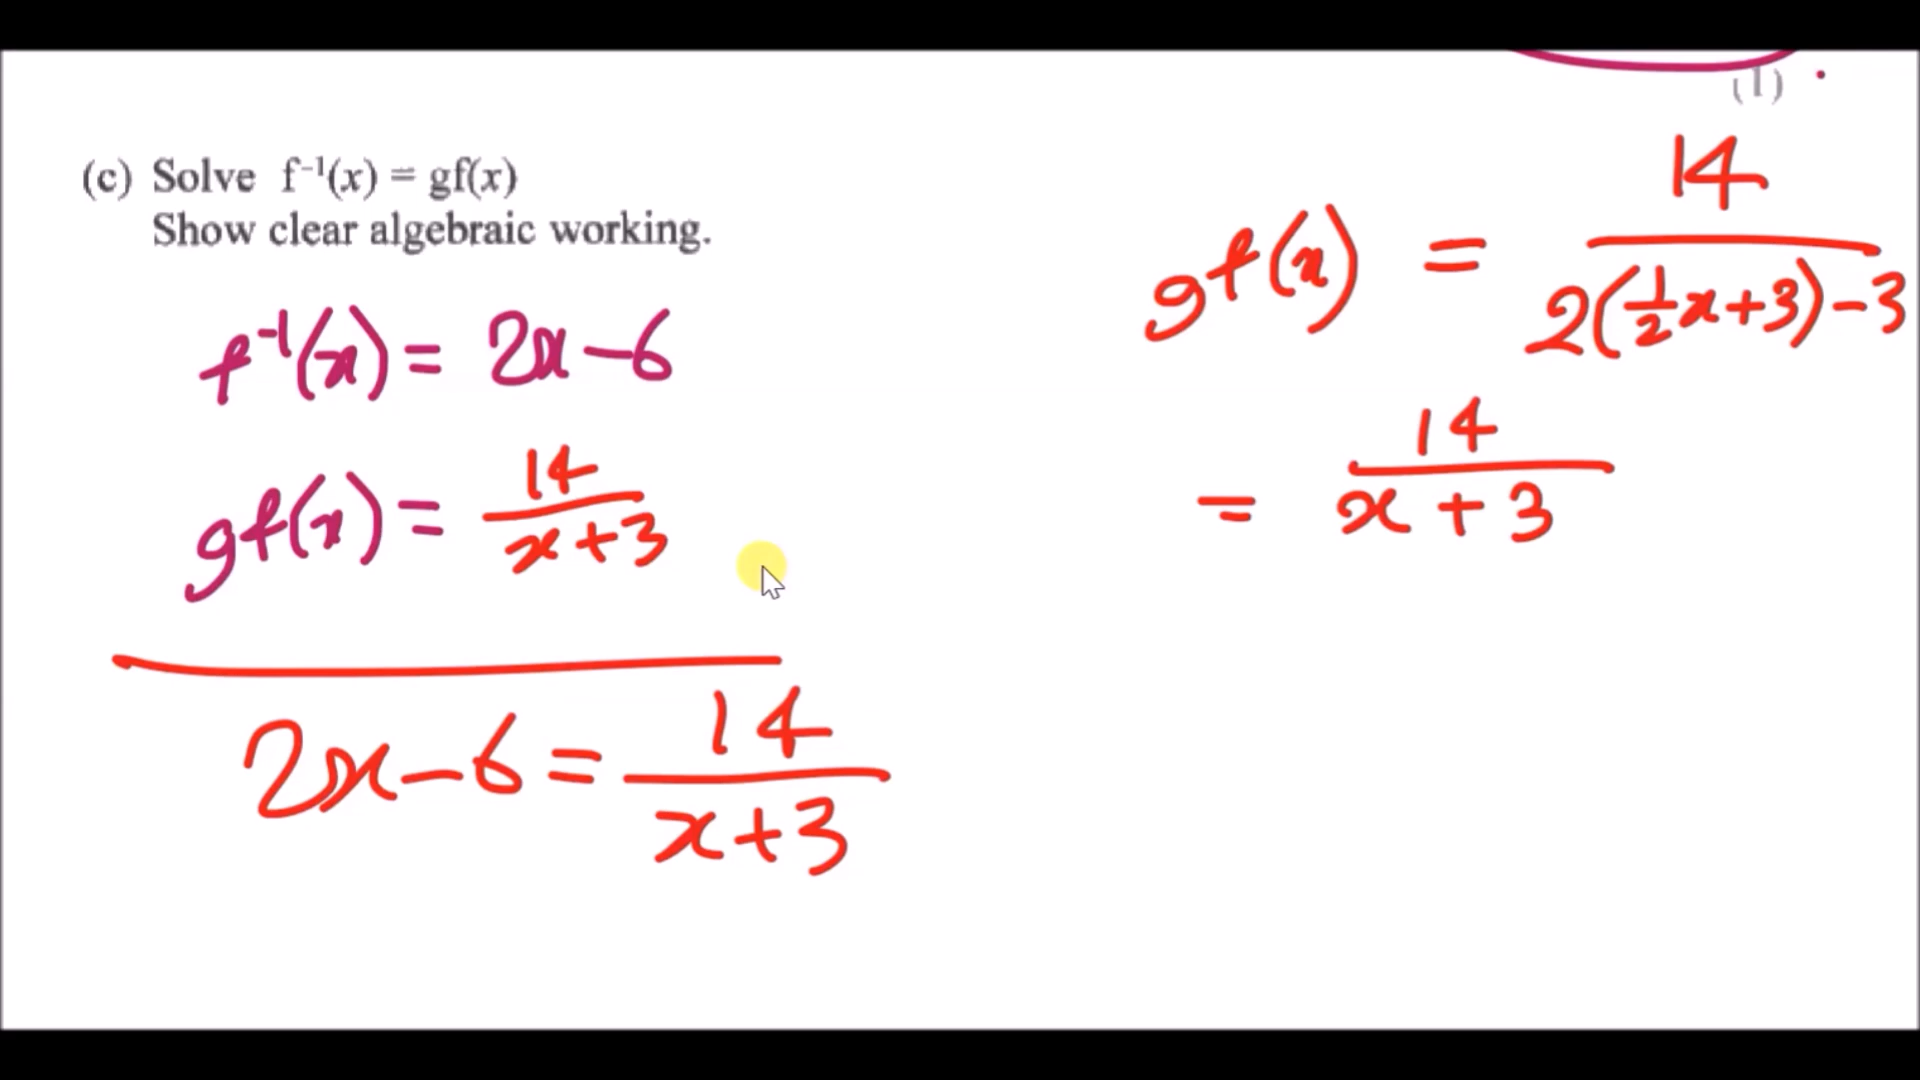 (1)
(c) Solve f⁻¹(x) = gf(x)
Show clear algebraic working.
f⁻¹(x) = 2x − 6
gf(x) = 14/(x+3)
2x − 6 = 14/(x+3)
gf(x) = 14/(2(½x+3)−3)
= 14/(x+3)